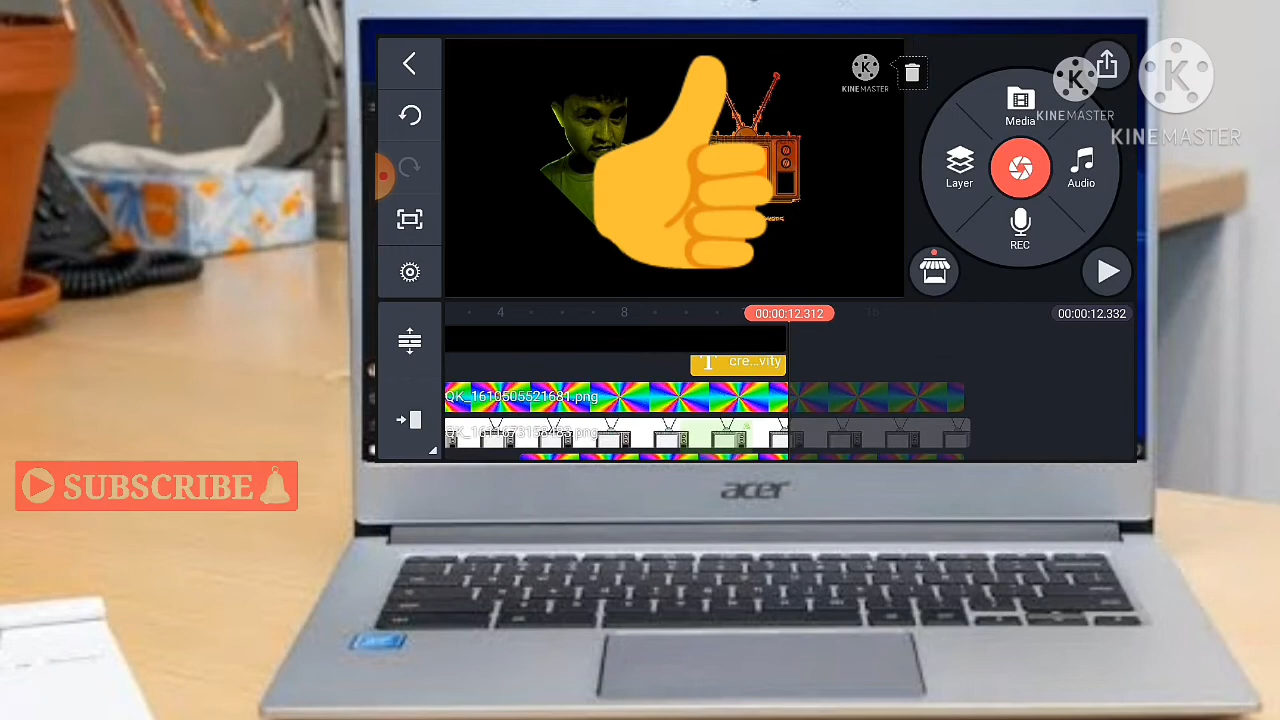 KINEMASTER
KINEMASTER
KINEMASTER
Media
Layer
Audio
REC
4
8
00:00:12.312
16
00:00:12.332
T cre...vity
QK_1610505521681.png
SUBSCRIBE
acer